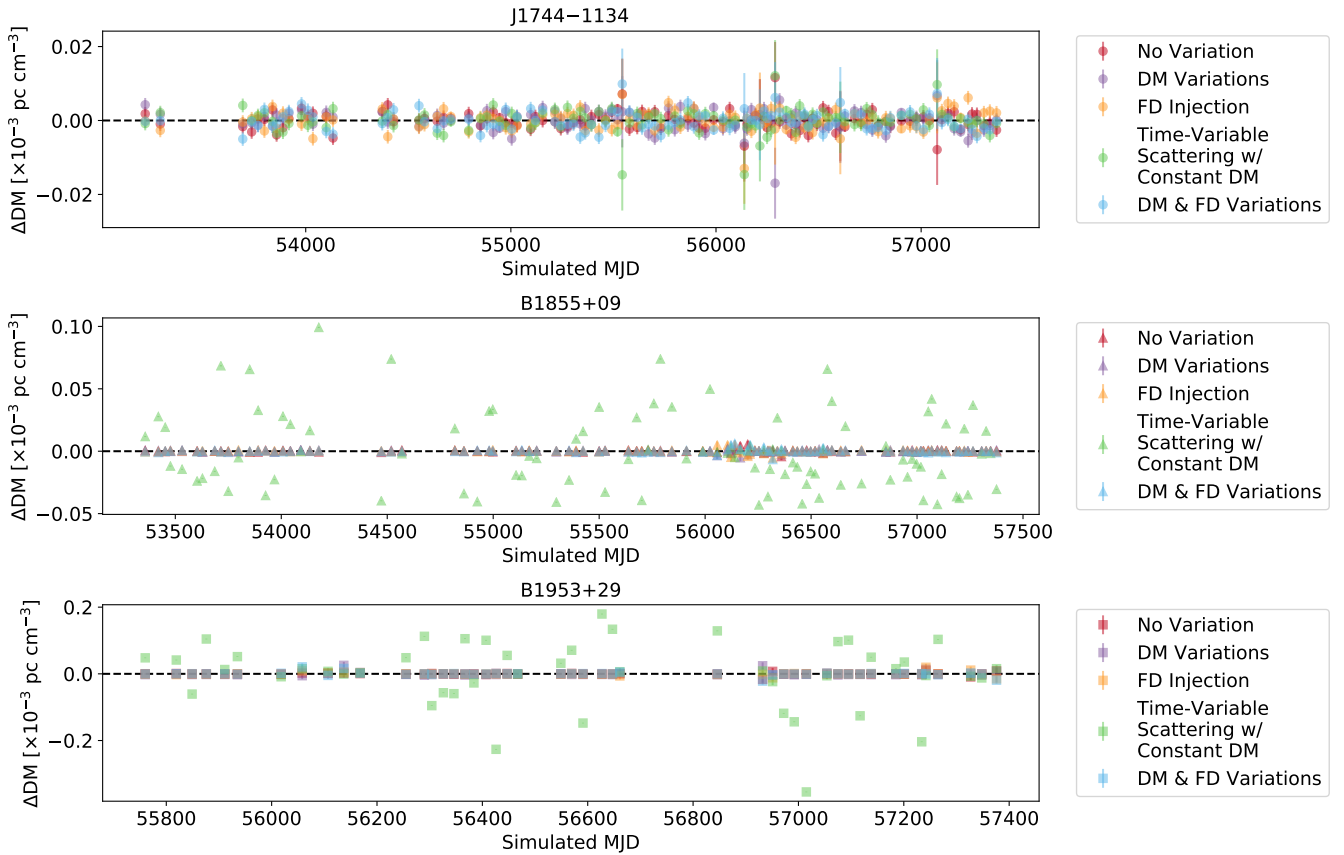 J1744−1134
ΔDM [×10⁻³ pc cm⁻³]
0.02
0.00
−0.02
54000 55000 56000 57000
Simulated MJD
No Variation
DM Variations
FD Injection
Time-Variable
Scattering w/
Constant DM
DM & FD Variations
B1855+09
ΔDM [×10⁻³ pc cm⁻³]
0.10
0.05
0.00
−0.05
53500 54000 54500 55000 55500 56000 56500 57000 57500
Simulated MJD
No Variation
DM Variations
FD Injection
Time-Variable
Scattering w/
Constant DM
DM & FD Variations
B1953+29
ΔDM [×10⁻³ pc cm⁻³]
0.2
0.0
−0.2
55800 56000 56200 56400 56600 56800 57000 57200 57400
Simulated MJD
No Variation
DM Variations
FD Injection
Time-Variable
Scattering w/
Constant DM
DM & FD Variations